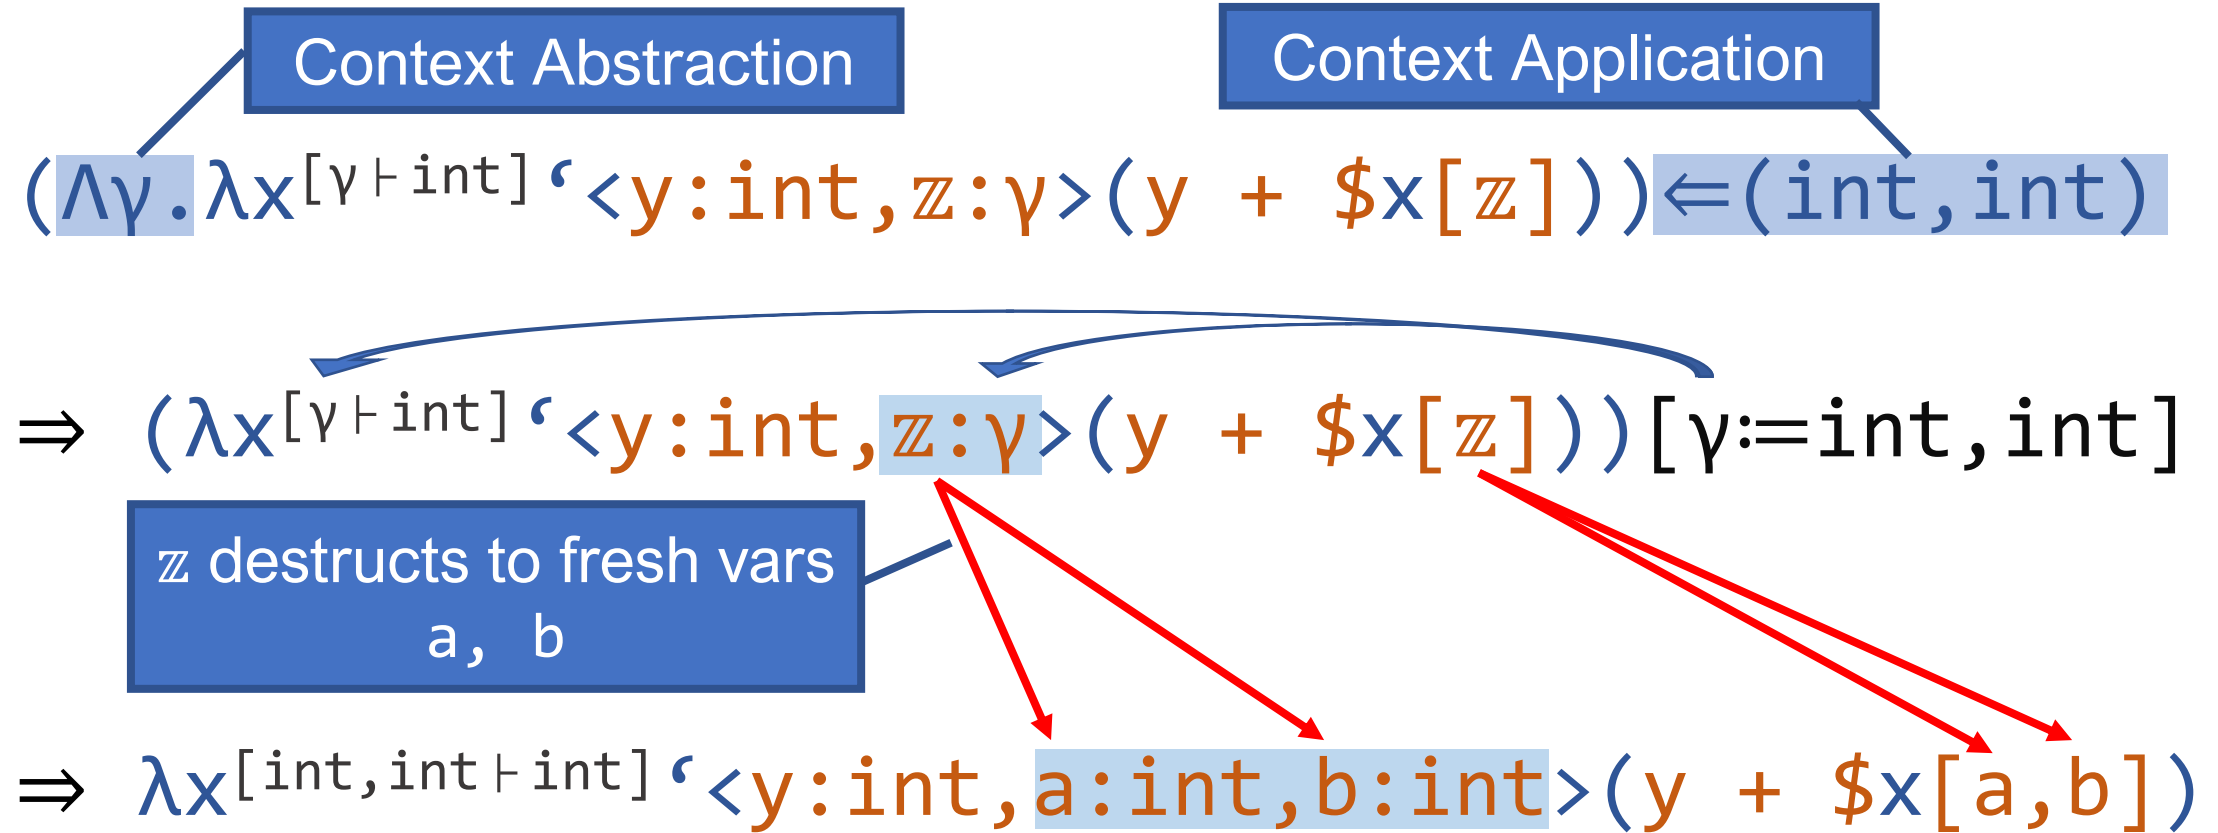 Context Abstraction
Context Application
(Λγ.λx[γ⊢int]‘<y:int,𝕫:γ>(y + $x[𝕫]))⇐(int,int)
⇒ (λx[γ⊢int]‘<y:int,𝕫:γ>(y + $x[𝕫]))[γ:=int,int]
𝕫 destructs to fresh vars
a, b
⇒ λx[int,int⊢int]‘<y:int,a:int,b:int>(y + $x[a,b])